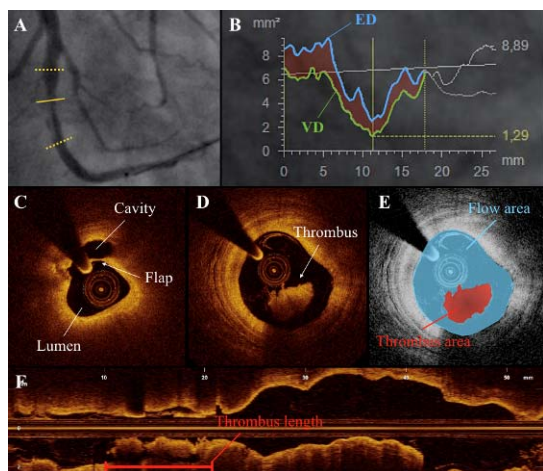 A
B
mm²
ED
8,89
8
6
4
VD
2
1,29
0
0
5
10
15
20
25
mm
C
Cavity
Flap
Lumen
D
Thrombus
E
Flow area
Thrombus area
F
10
20
30
40
50
Thrombus length